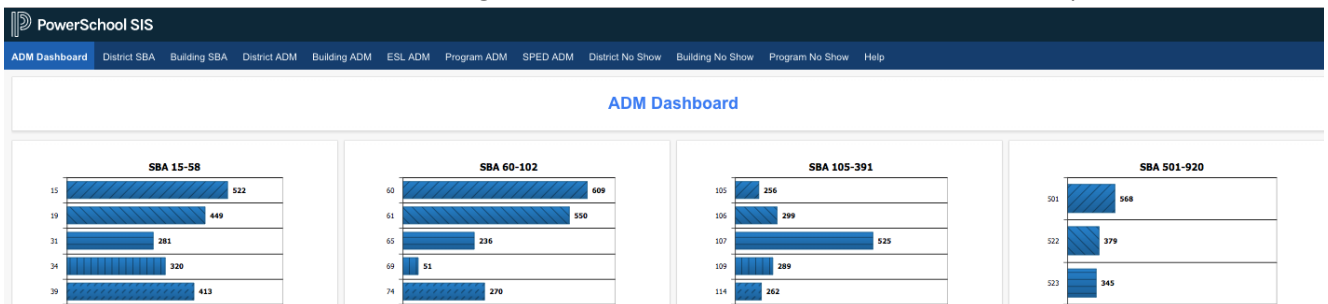 PowerSchool SIS
ADM Dashboard District SBA Building SBA District ADM Building ADM ESL ADM Program ADM SPED ADM District No Show Building No Show Program No Show Help
ADM Dashboard
SBA 15-58
15 522
19 449
31 281
34 320
39 413
SBA 60-102
60 609
61 550
65 236
69 51
74 270
SBA 105-391
105 256
106 299
107 525
109 289
114 262
SBA 501-920
501 568
522 379
523 345